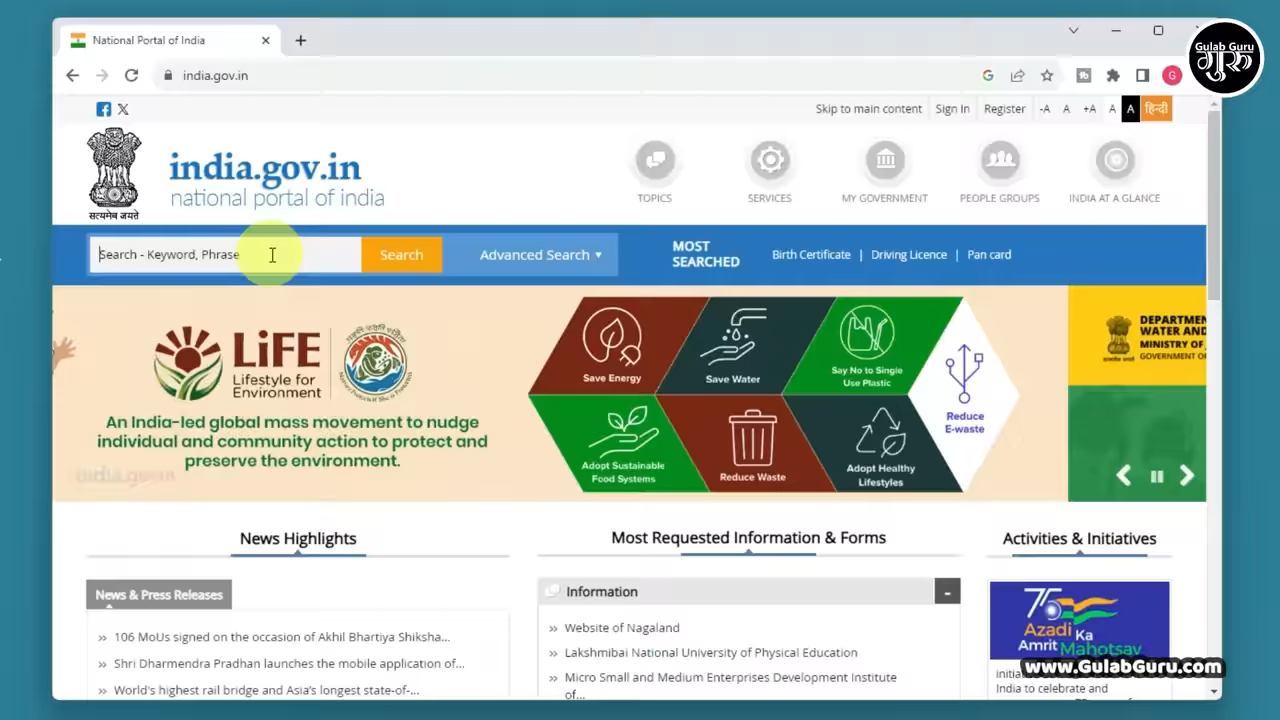 National Portal of India
Gulab Guru
गुरु
india.gov.in
G
Skip to main content
Sign In
Register
-A
A
+A
A
A
हिन्दी
सत्यमेव जयते
india.gov.in
national portal of india
TOPICS
SERVICES
MY GOVERNMENT
PEOPLE GROUPS
INDIA AT A GLANCE
Search - Keyword, Phrase
Search
Advanced Search
MOST SEARCHED
Birth Certificate | Driving Licence | Pan card
LiFE
Lifestyle for
Environment
An India-led global mass movement to nudge
individual and community action to protect and
preserve the environment.
Save Energy
Save Water
Say No to Single
Use Plastic
Reduce
E-waste
Adopt Sustainable
Food Systems
Reduce Waste
Adopt Healthy
Lifestyles
DEPARTMEN
WATER AND
MINISTRY OF
GOVERNMENT OF
News Highlights
Most Requested Information & Forms
Activities & Initiatives
News & Press Releases
» 106 MoUs signed on the occasion of Akhil Bhartiya Shiksha...
» Shri Dharmendra Pradhan launches the mobile application of...
» World's highest rail bridge and Asia's longest state-of-...
Information
-
» Website of Nagaland
» Lakshmibai National University of Physical Education
» Micro Small and Medium Enterprises Development Institute
of...
75
Azadi Ka
Amrit Mahotsav
www.GulabGuru.com
India to celebrate and